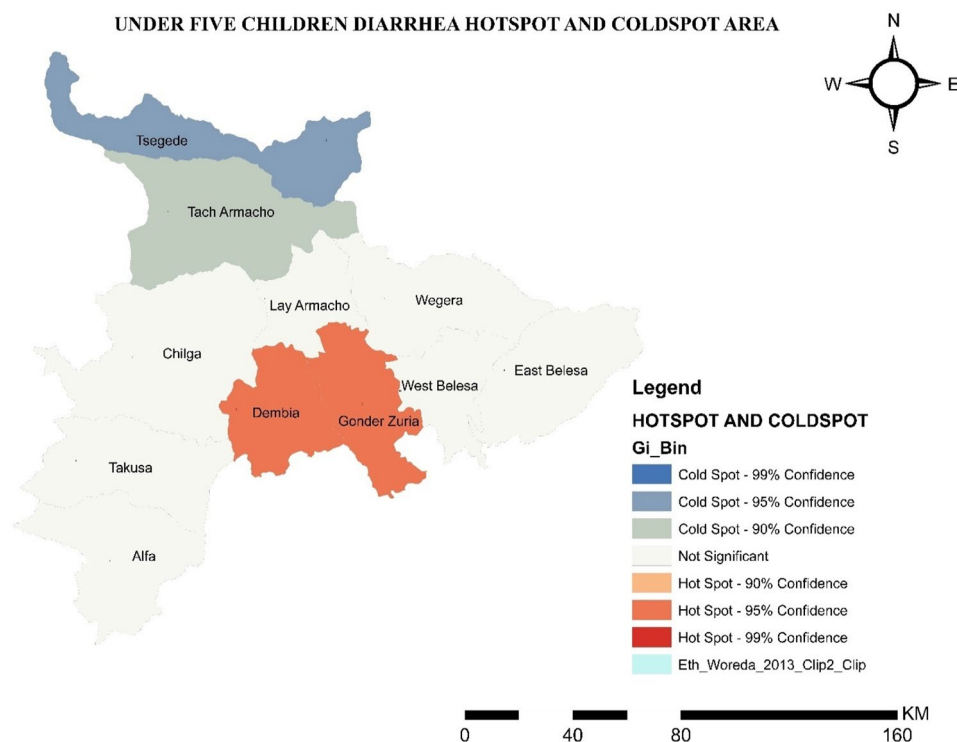 UNDER FIVE CHILDREN DIARRHEA HOTSPOT AND COLDSPOT AREA
N
W
E
S
Tsegede
Tach Armacho
Lay Armacho
Wegera
Chilga
East Belesa
West Belesa
Dembia
Gonder Zuria
Takusa
Alfa
Legend
HOTSPOT AND COLDSPOT
Gi_Bin
Cold Spot - 99% Confidence
Cold Spot - 95% Confidence
Cold Spot - 90% Confidence
Not Significant
Hot Spot - 90% Confidence
Hot Spot - 95% Confidence
Hot Spot - 99% Confidence
Eth_Woreda_2013_Clip2_Clip
KM
0 40 80 160